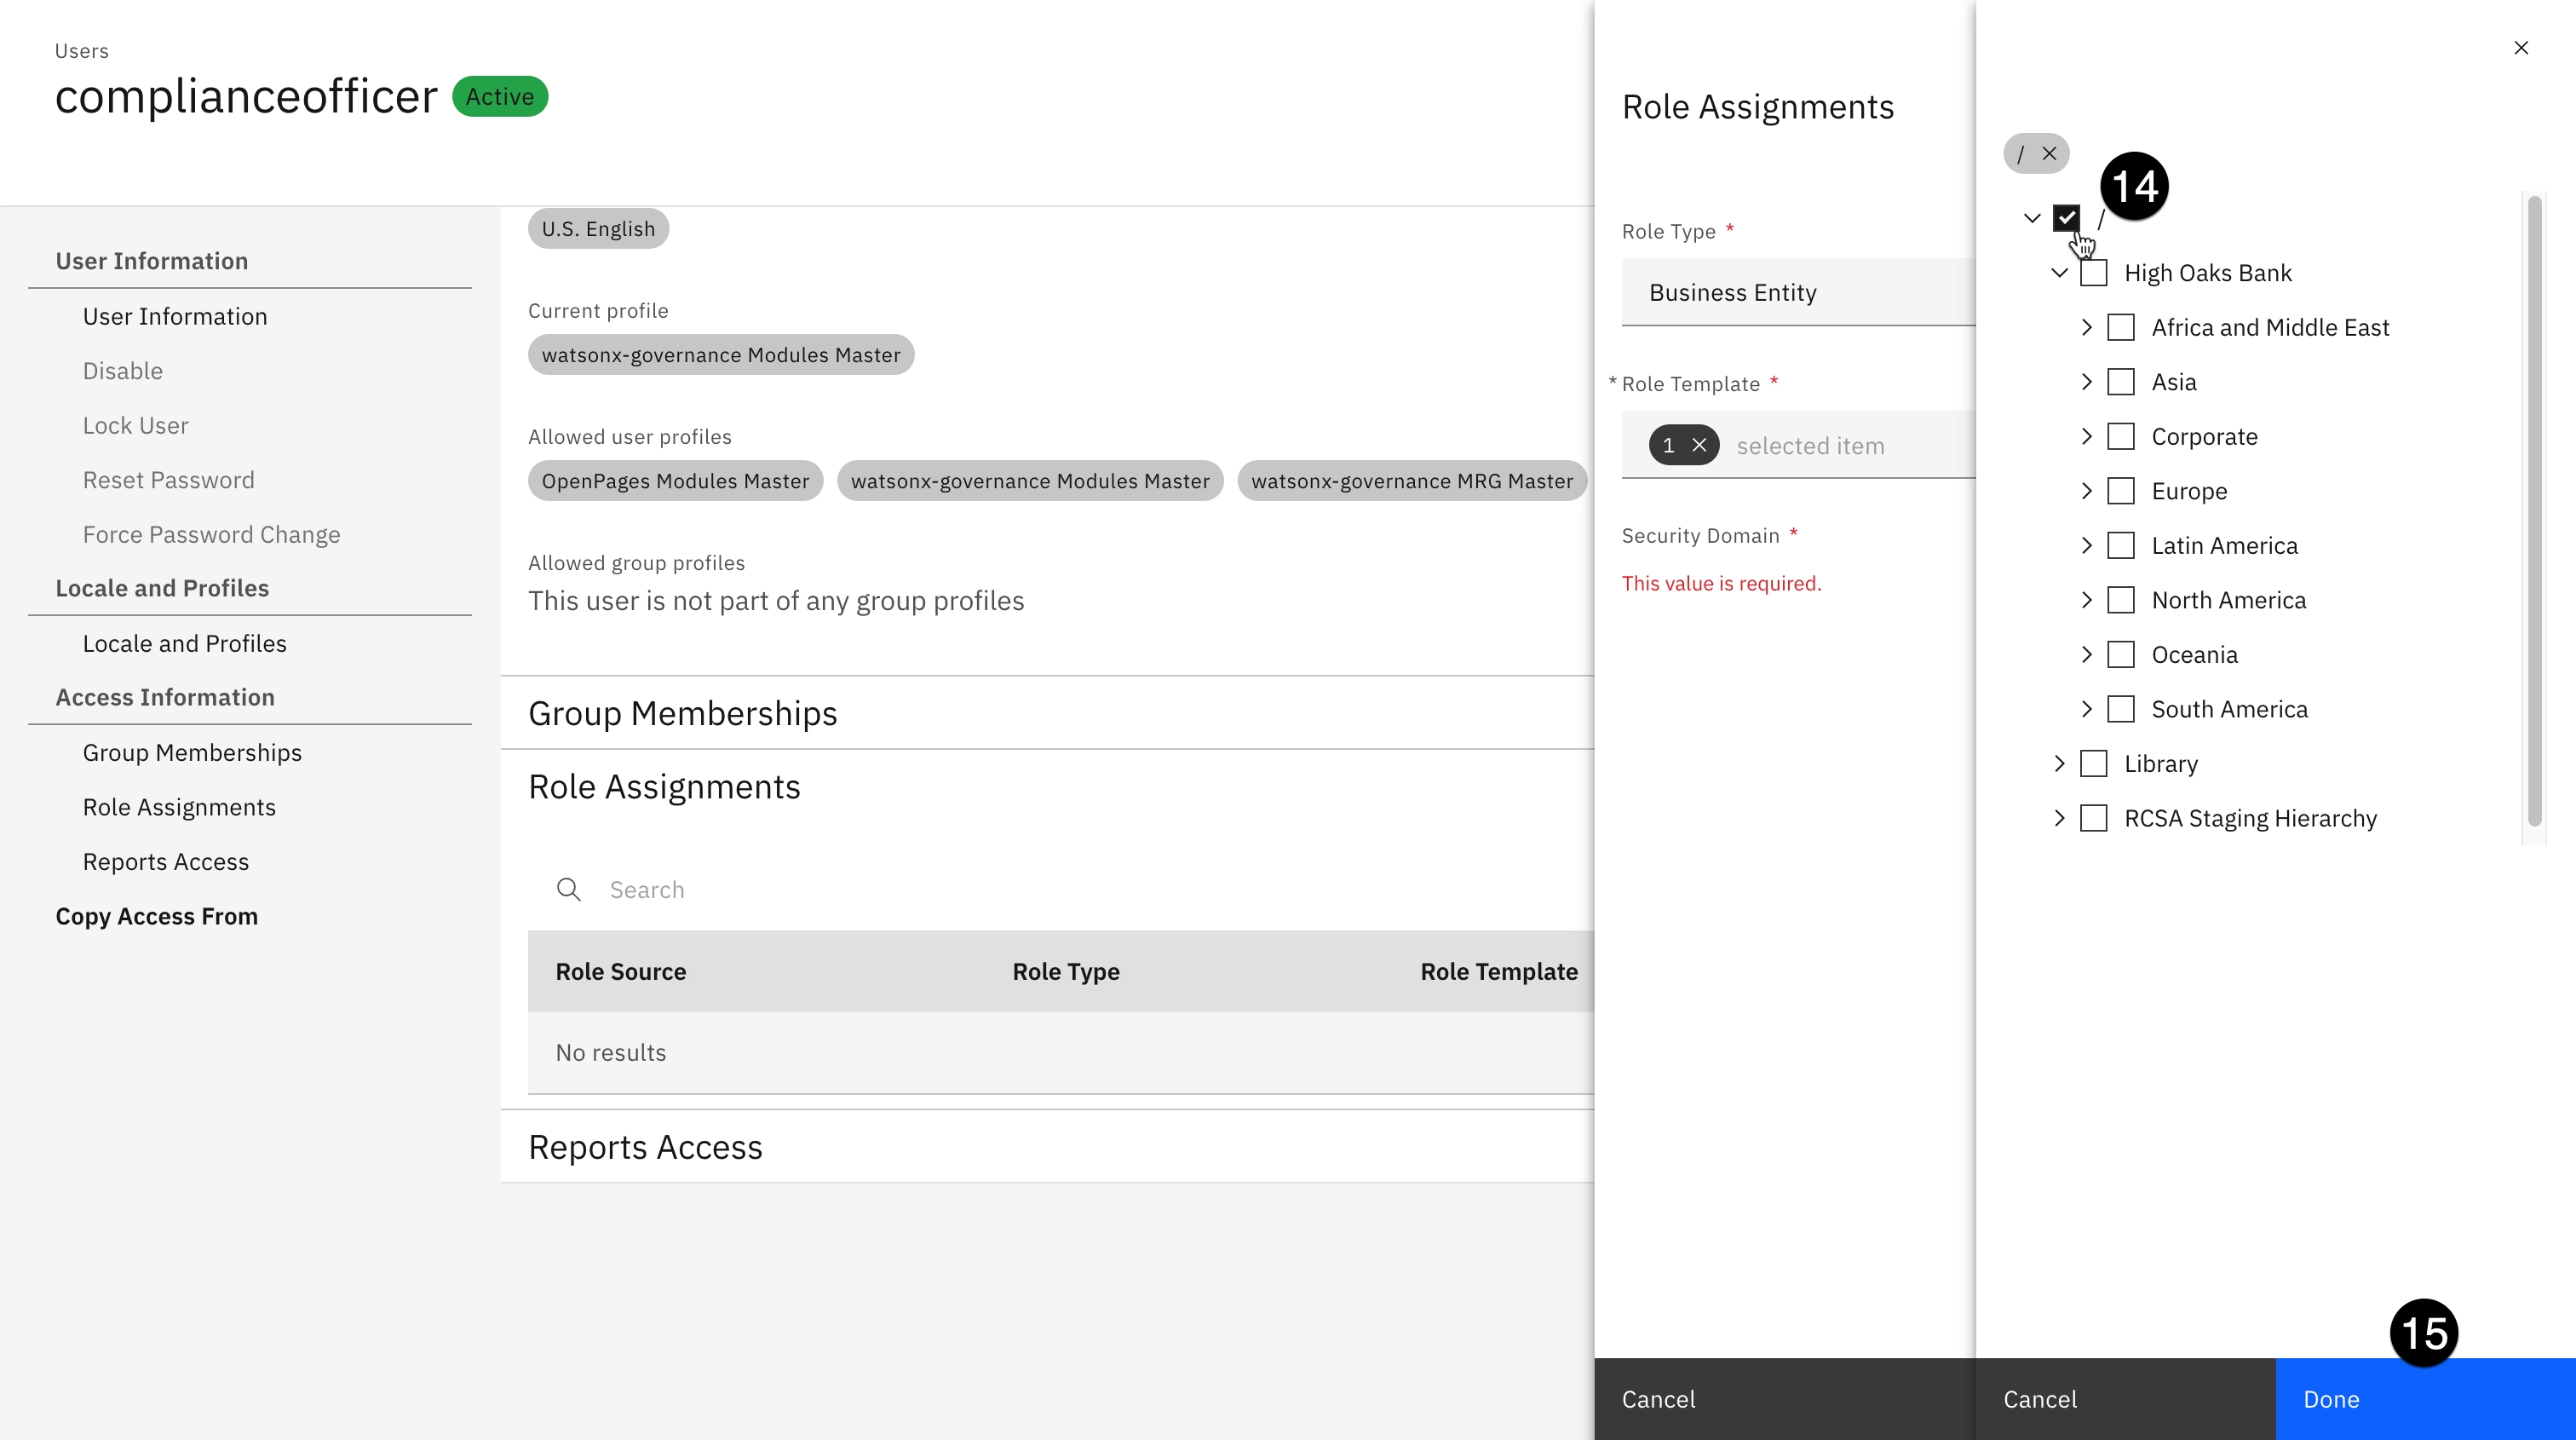 Users
complianceofficer Active
User Information
User Information
Disable
Lock User
Reset Password
Force Password Change
Locale and Profiles
Locale and Profiles
Access Information
Group Memberships
Role Assignments
Reports Access
Copy Access From
U.S. English
Current profile
watsonx-governance Modules Master
Allowed user profiles
OpenPages Modules Master watsonx-governance Modules Master watsonx-governance MRG Master
Allowed group profiles
This user is not part of any group profiles
Group Memberships
Role Assignments
Search
Role Source Role Type Role Template
No results
Reports Access
Role Assignments
Role Type *
Business Entity
* Role Template *
1 selected item
Security Domain *
This value is required.
Cancel
/
14
/
High Oaks Bank
Africa and Middle East
Asia
Corporate
Europe
Latin America
North America
Oceania
South America
Library
RCSA Staging Hierarchy
15
Cancel Done